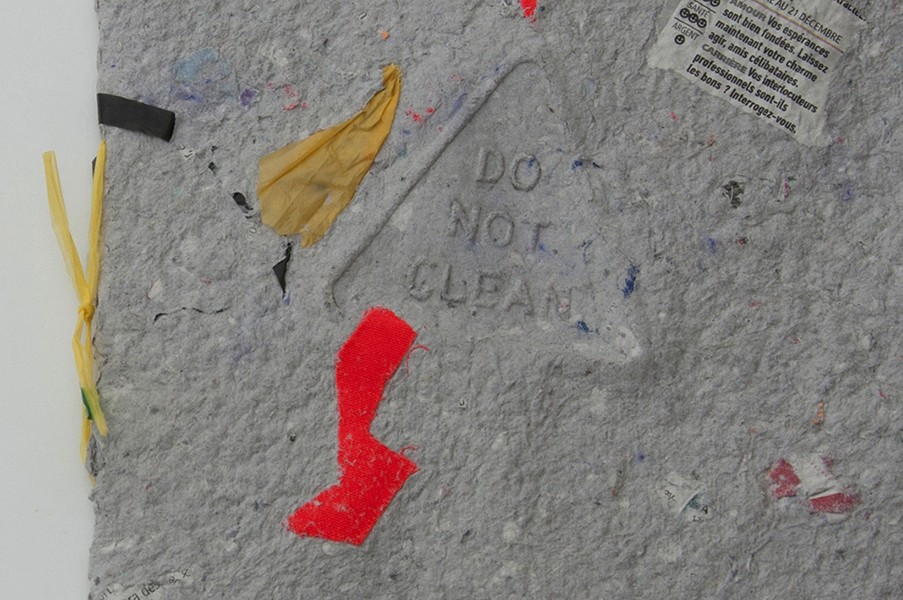 AU 21 DÉCEMBRE
AMOUR Vos espérances
sont bien fondées. Laissez
maintenant votre charme
agir, amis célibataires.
CARRIÈRE Vos interlocuteurs
professionnels sont-ils
les bons ? Interrogez-vous.
SANTÉ
ARGENT
DO
NOT
CLEAN